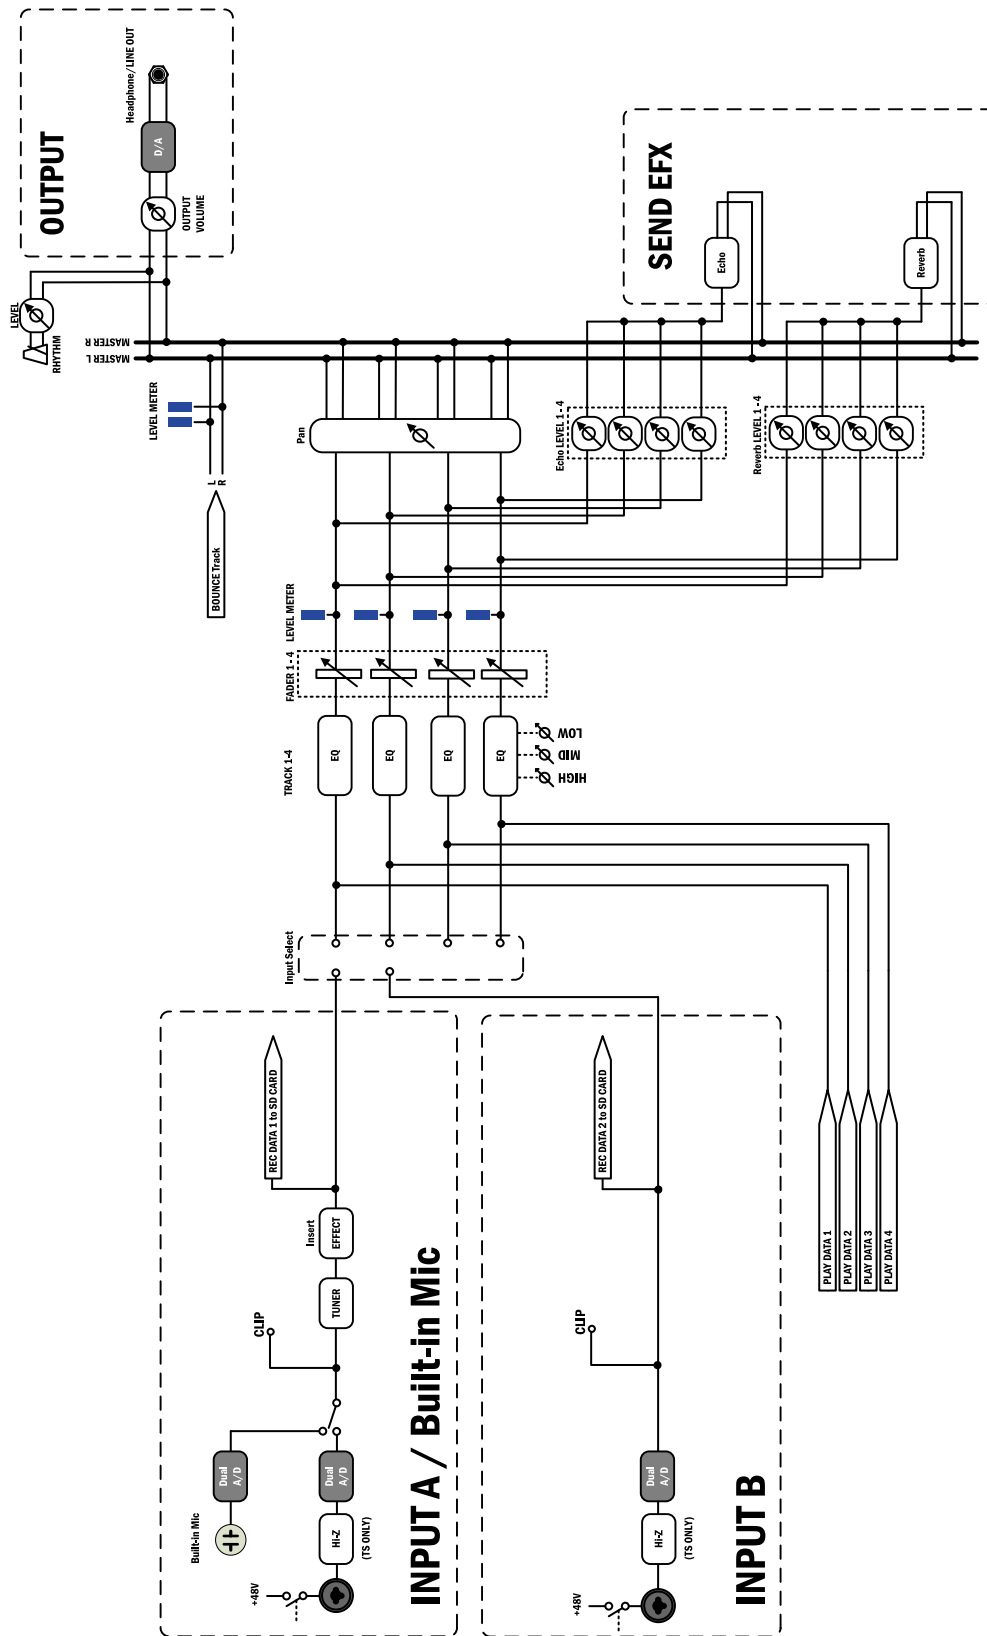 INPUT A / Built-in Mic
+48V
Hi-Z
(TS ONLY)
Built-in Mic
Dual
A/D
Dual
A/D
CLIP
TUNER
Insert
EFFECT
REC DATA 1 to SD CARD
INPUT B
+48V
Hi-Z
(TS ONLY)
Dual
A/D
CLIP
REC DATA 2 to SD CARD
PLAY DATA 1
PLAY DATA 2
PLAY DATA 3
PLAY DATA 4
Input Select
TRACK 1-4
EQ
EQ
EQ
EQ
HIGH
MID
LOW
FADER 1 - 4
LEVEL METER
BOUNCE Track
L
R
Pan
LEVEL METER
Echo LEVEL 1 - 4
Reverb LEVEL 1 - 4
MASTER L
MASTER R
RHYTHM
LEVEL
OUTPUT
OUTPUT
VOLUME
D/A
Headphone/LINE OUT
SEND EFX
Echo
Reverb